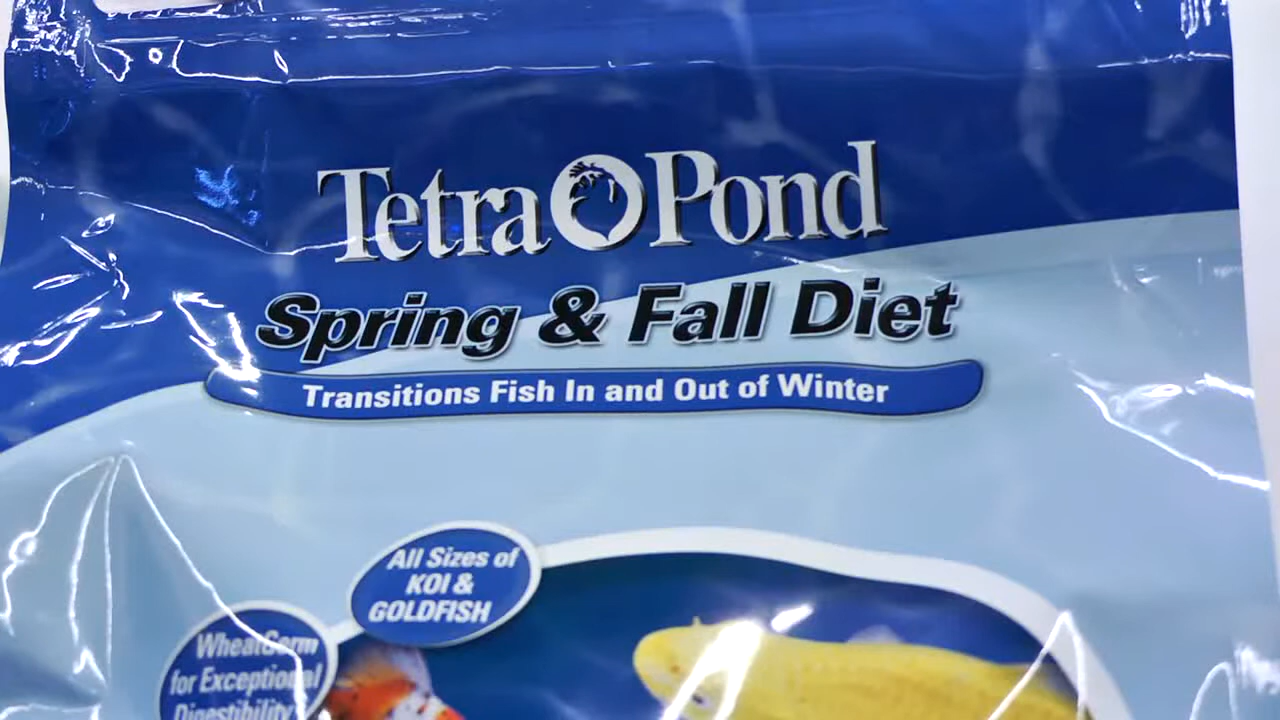 Tetra Pond
Spring & Fall Diet
Transitions Fish In and Out of Winter
All Sizes of
KOI &
GOLDFISH
WheatGerm
for Exceptional
Digestibility